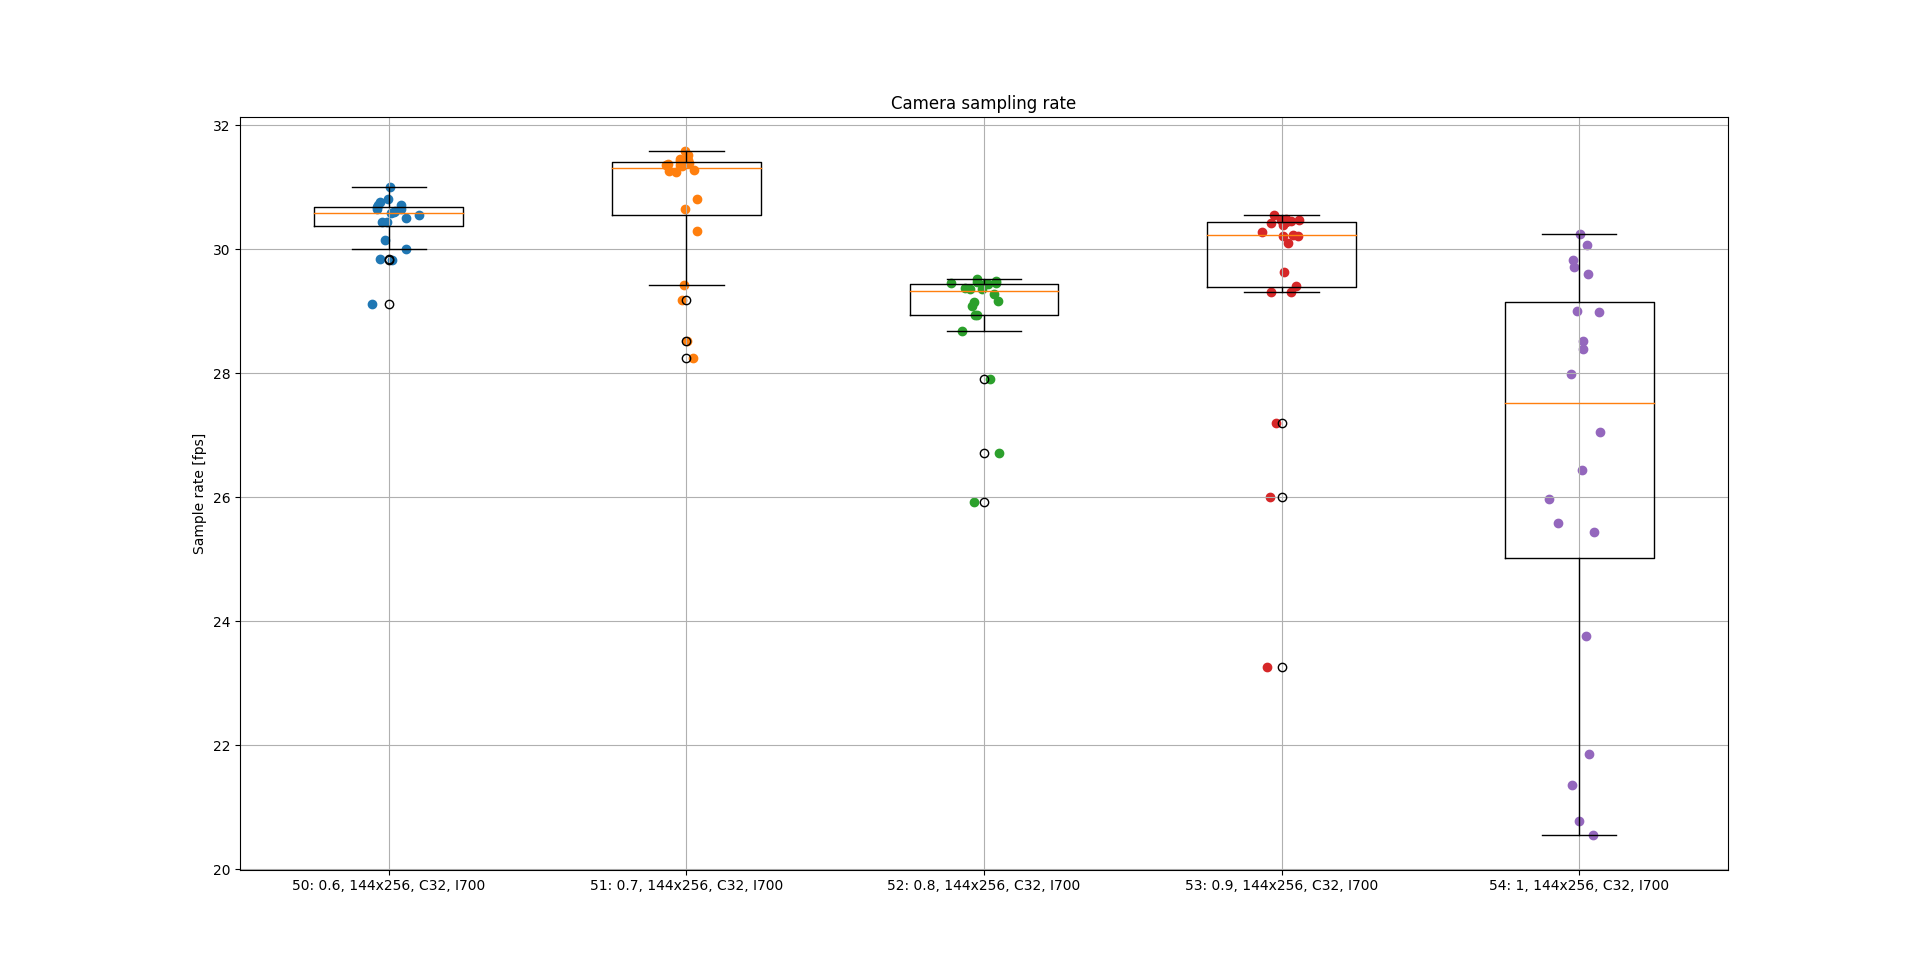 Camera sampling rate
32
30
28
26
24
22
20
Sample rate [fps]
50: 0.6, 144x256, C32, I700
51: 0.7, 144x256, C32, I700
52: 0.8, 144x256, C32, I700
53: 0.9, 144x256, C32, I700
54: 1, 144x256, C32, I700